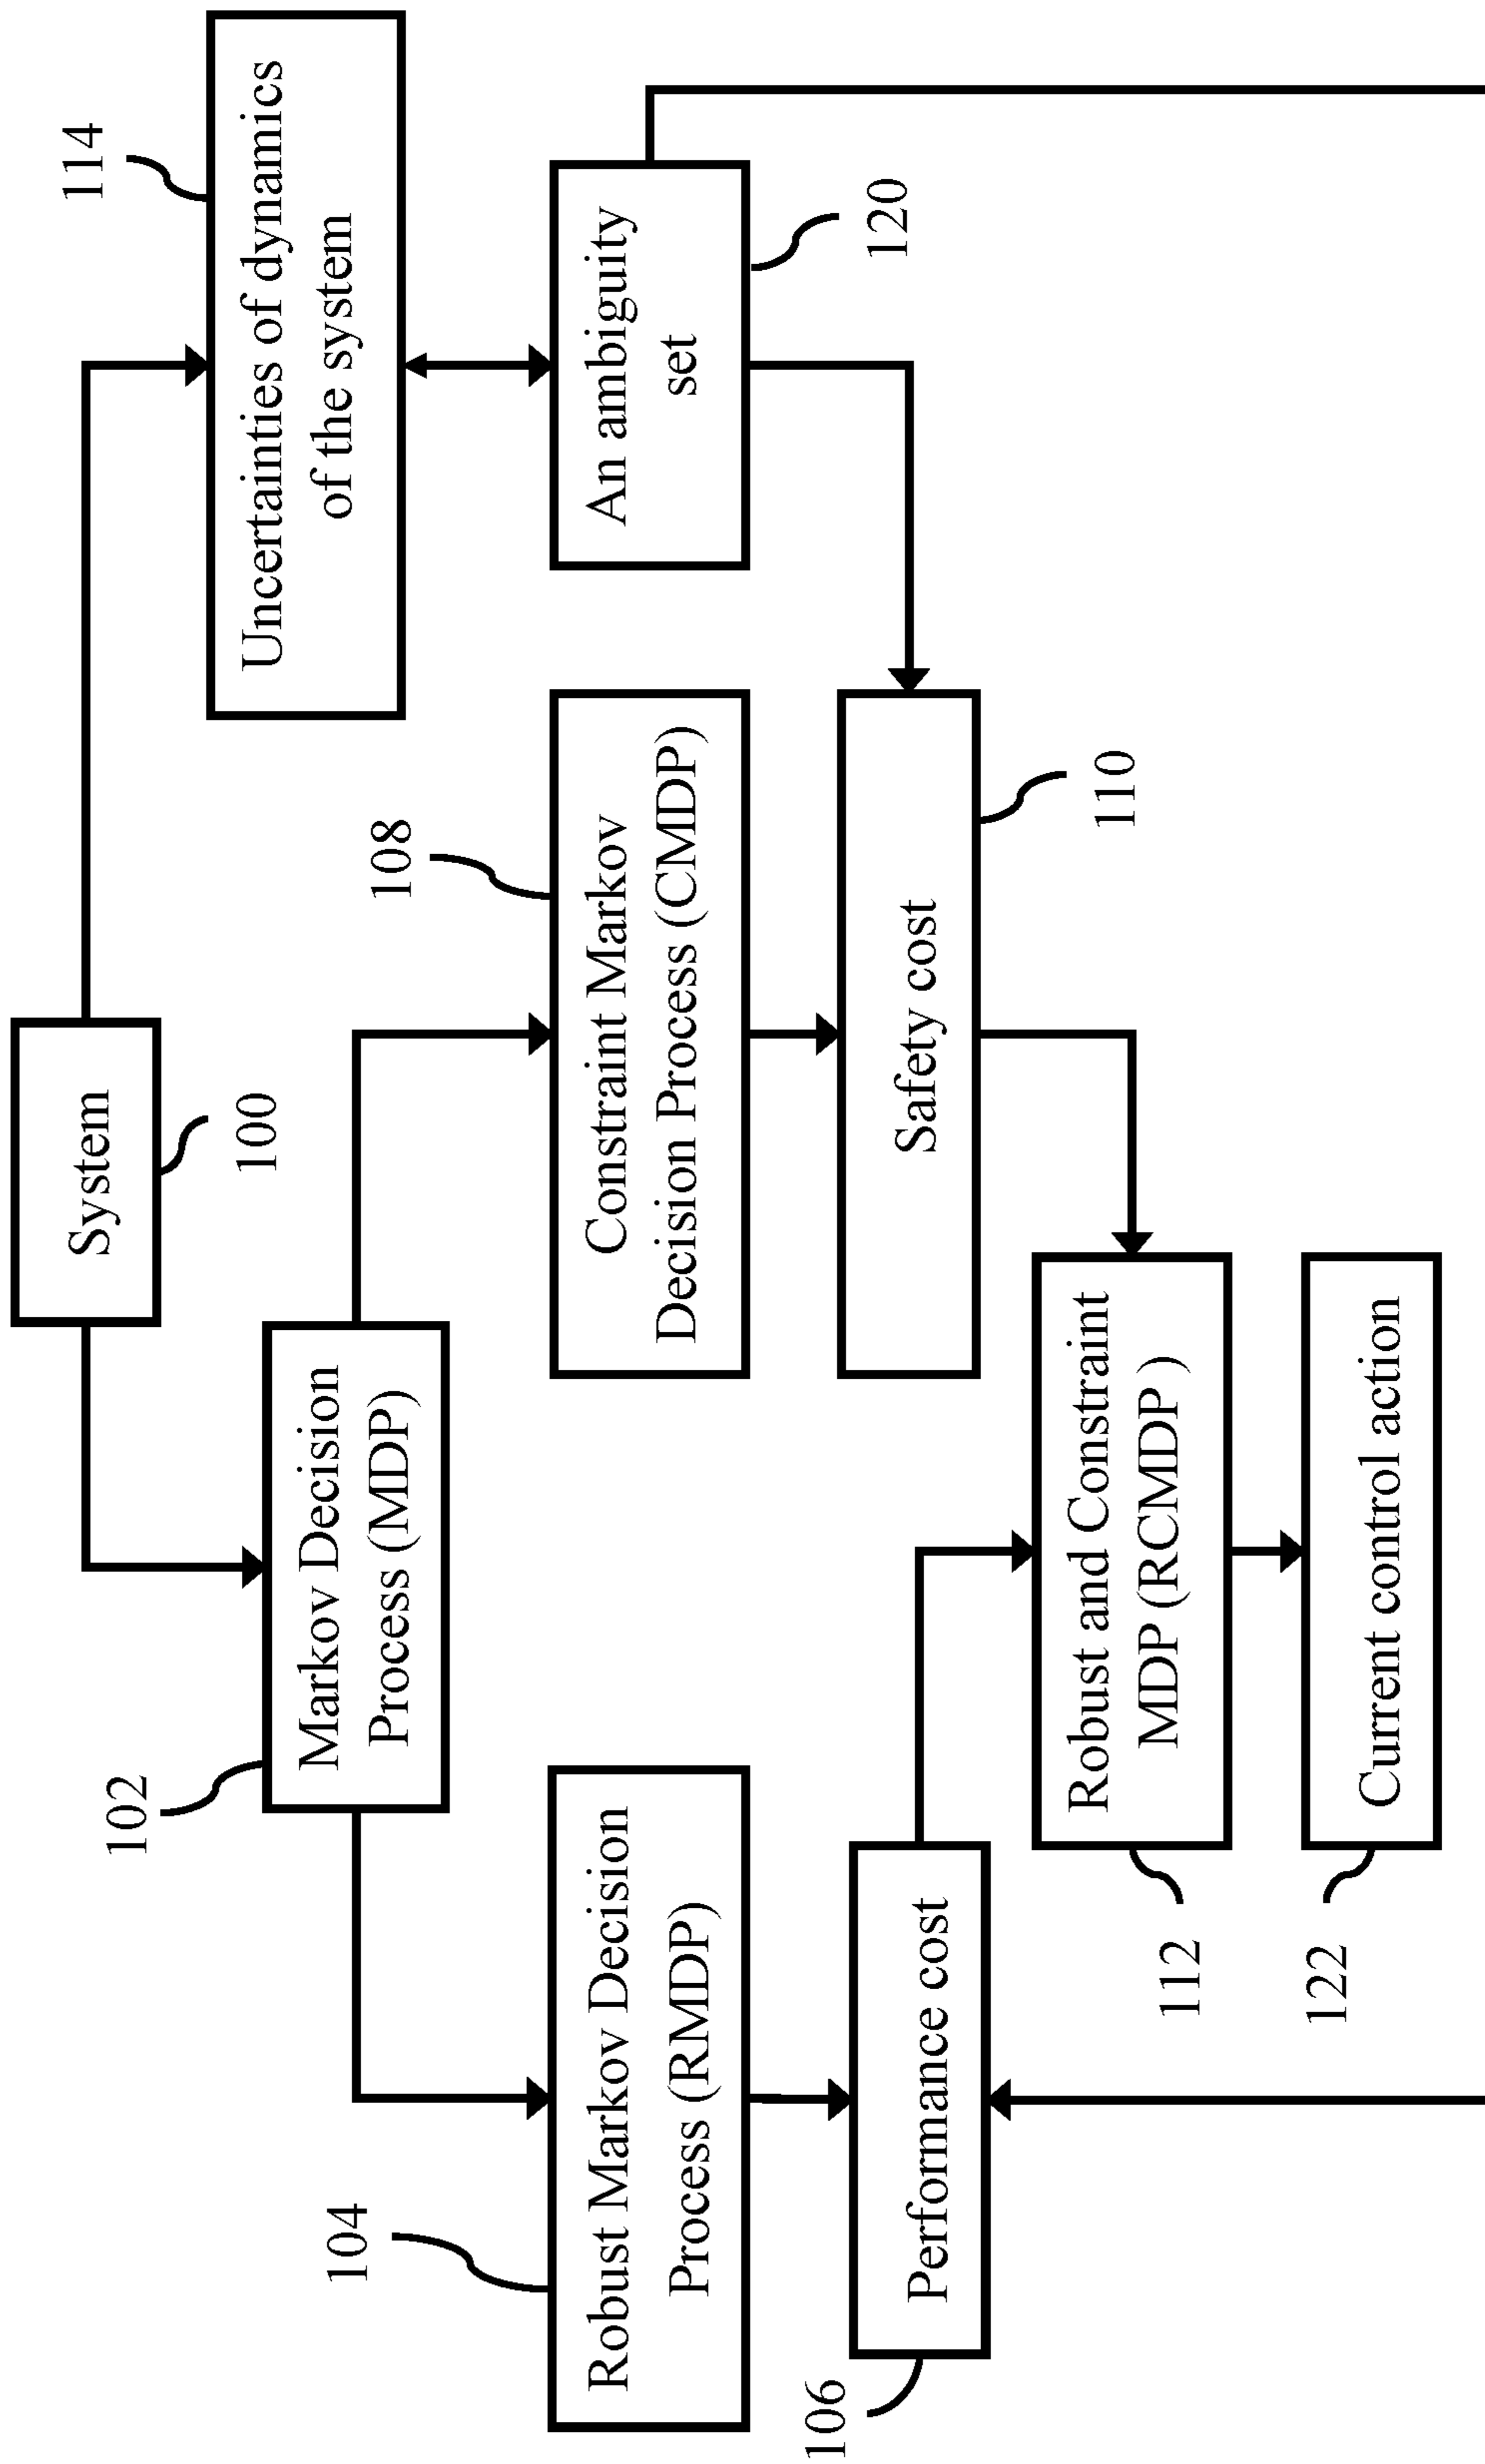 System
100
114
Uncertainties of dynamics
of the system
102
Markov Decision
Process (MDP)
108
104
Robust Markov Decision
Process (RMDP)
Constraint Markov
Decision Process (CMDP)
An ambiguity
set
120
106
Performance cost
Safety cost
110
Robust and Constraint
MDP (RCMDP )
112
Current control action
122